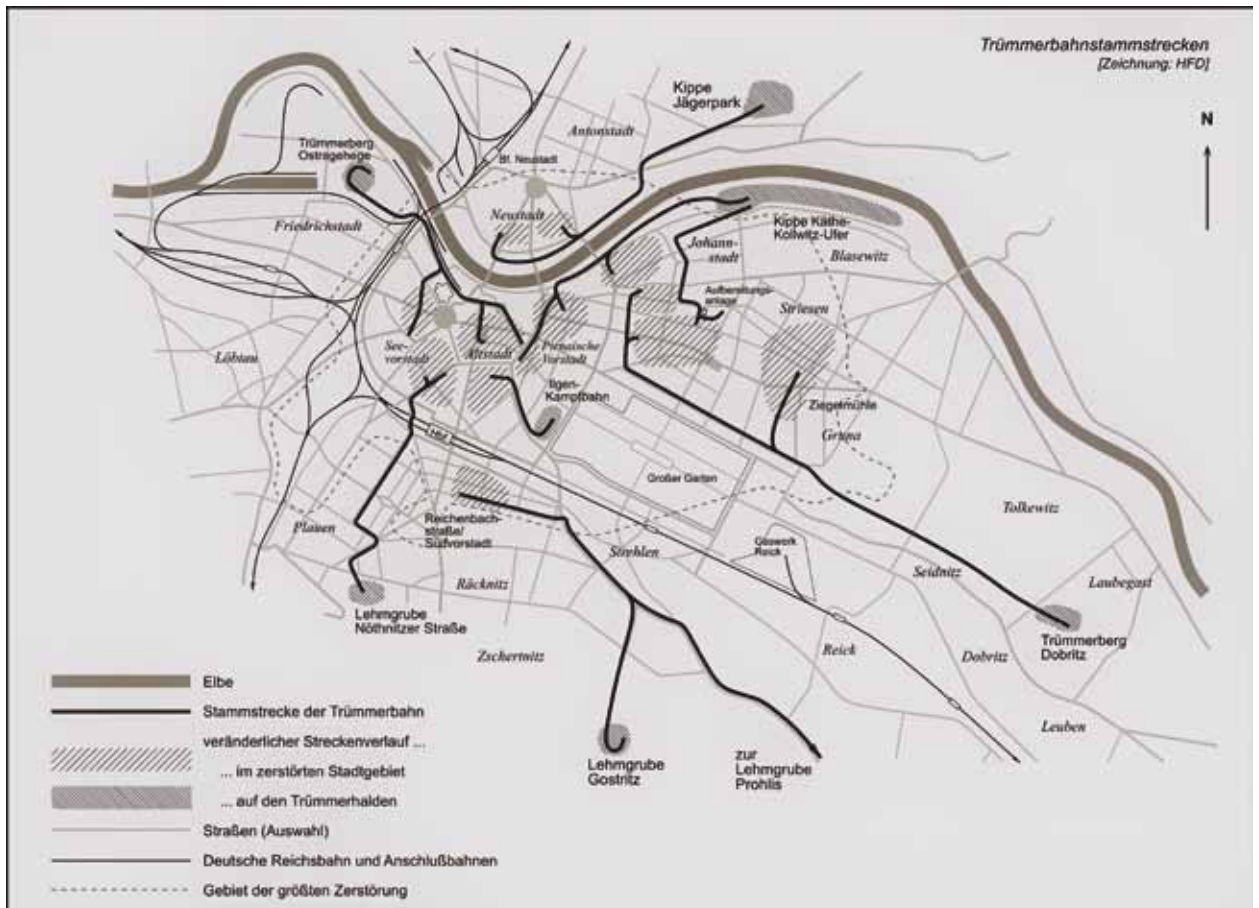 Trümmerbahnstammstrecken
[Zeichnung: HFD]
N
Kippe
Jägerpark
Antonstadt
Trümmerberg
Ostragehege
Bf. Neustadt
Friedrichstadt
Neustadt
Kippe Käthe-
Kollwitz-Ufer
Johann-
stadt
Blasewitz
Aufbereitungs-
anlage
Striesen
Löbtau
See-
vorstadt
Altstadt
Pirnaische
Vorstadt
Ilgen-
Kampfbahn
Ziegelmühle
Gruna
Hbf.
Großer Garten
Tolkewitz
Plauen
Reichenbach-
straße/
Südvorstadt
Strehlen
Gaswerk
Reick
Seidnitz
Laubegast
Räcknitz
Lehmgrube
Nöthnitzer Straße
Zschertnitz
Reick
Dobritz
Trümmerberg
Dobritz
Leuben
Lehmgrube
Gostritz
zur
Lehmgrube
Prohlis
Elbe
Stammstrecke der Trümmerbahn
veränderlicher Streckenverlauf ...
... im zerstörten Stadtgebiet
... auf den Trümmerhalden
Straßen (Auswahl)
Deutsche Reichsbahn und Anschlußbahnen
Gebiet der größten Zerstörung